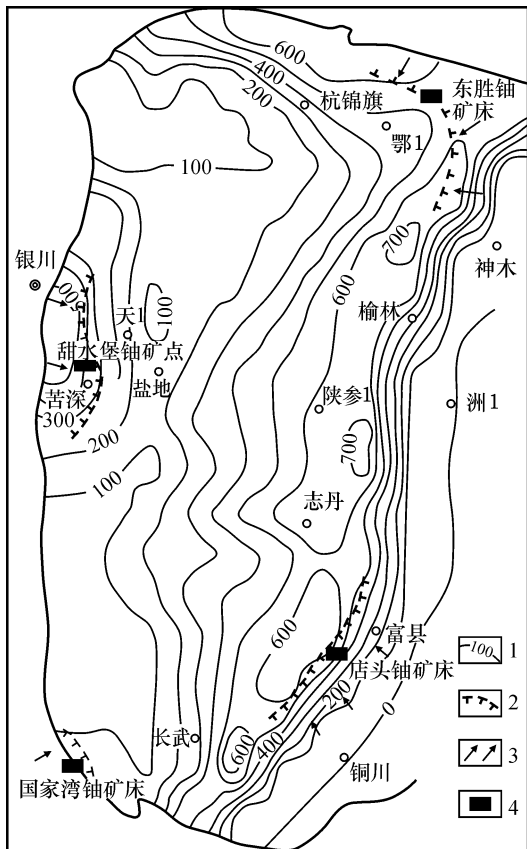 600
400
200
杭锦旗
东胜铀
矿床
鄂1
100
700
神木
银川
500
天1
100
600
榆林
甜水堡铀矿点
盐地
苦深
300
陕参1
洲1
200
700
100
志丹
600
富县
店头铀矿床
200
0
长武
600
400
铜川
国家湾铀矿床
100 1
2
3
4